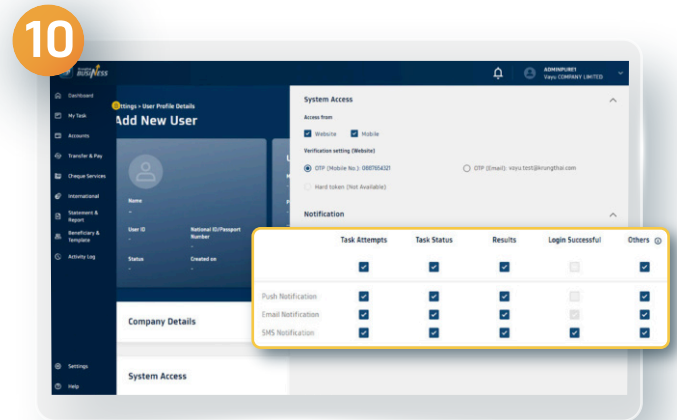 10
Krungthai
BUSINESS
ADMINPURE1
Vayu COMPANY LIMITED
Dashboard
My Task
Accounts
Transfer & Pay
Cheque Services
International
Statement &
Report
Beneficiary &
Template
Activity Log
Settings
Help
ettings > User Profile Details
Add New User
Name
-
User ID
National ID/Passport
Number
-
-
Status
Created on
-
-
Company Details
System Access
System Access
Access from
Website
Mobile
Verification setting (Website)
OTP (Mobile No.): 0887654321
OTP (Email): vayu.test@krungthai.com
Hard token (Not Available)
Notification
Task Attempts Task Status Results Login Successful Others
Push Notification
Email Notification
SMS Notification